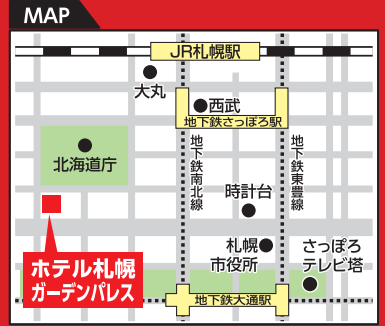 MAP
JR札幌駅
大丸
西武
地下鉄さっぽろ駅
北海道庁
地下鉄南北線
地下鉄東豊線
時計台
札幌
市役所
さっぽろ
テレビ塔
ホテル札幌
ガーデンパレス
地下鉄大通駅